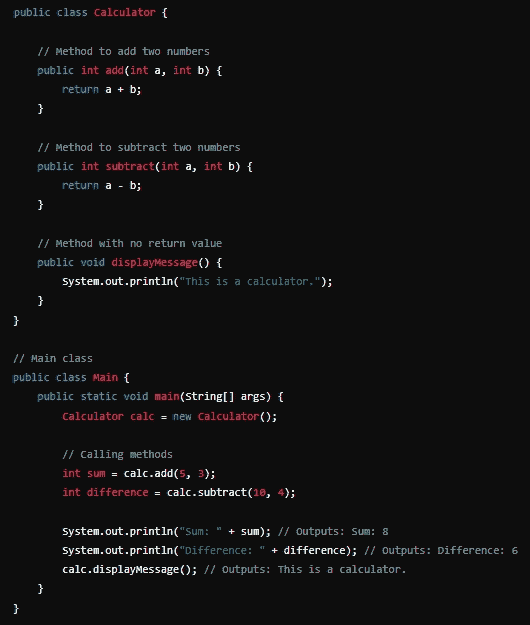 public class Calculator {
// Method to add two numbers
public int add(int a, int b) {
return a + b;
}
// Method to subtract two numbers
public int subtract(int a, int b) {
return a - b;
}
// Method with no return value
public void displayMessage() {
System.out.println("This is a calculator.");
}
}
// Main class
public class Main {
public static void main(String[] args) {
Calculator calc = new Calculator();
// Calling methods
int sum = calc.add(5, 3);
int difference = calc.subtract(10, 4);
System.out.println("Sum: " + sum); // Outputs: Sum: 8
System.out.println("Difference: " + difference); // Outputs: Difference: 6
calc.displayMessage(); // Outputs: This is a calculator.
}
}